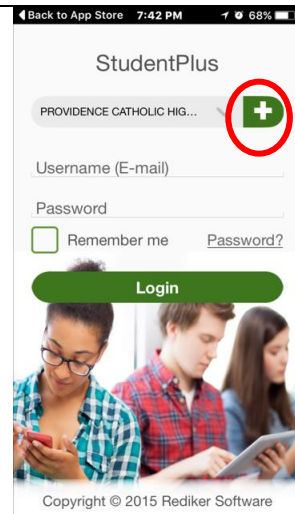 Back to App Store 7:42 PM 68%
StudentPlus
PROVIDENCE CATHOLIC HIG...
Username (E-mail)
Password
Remember me Password?
Login
Copyright © 2015 Rediker Software